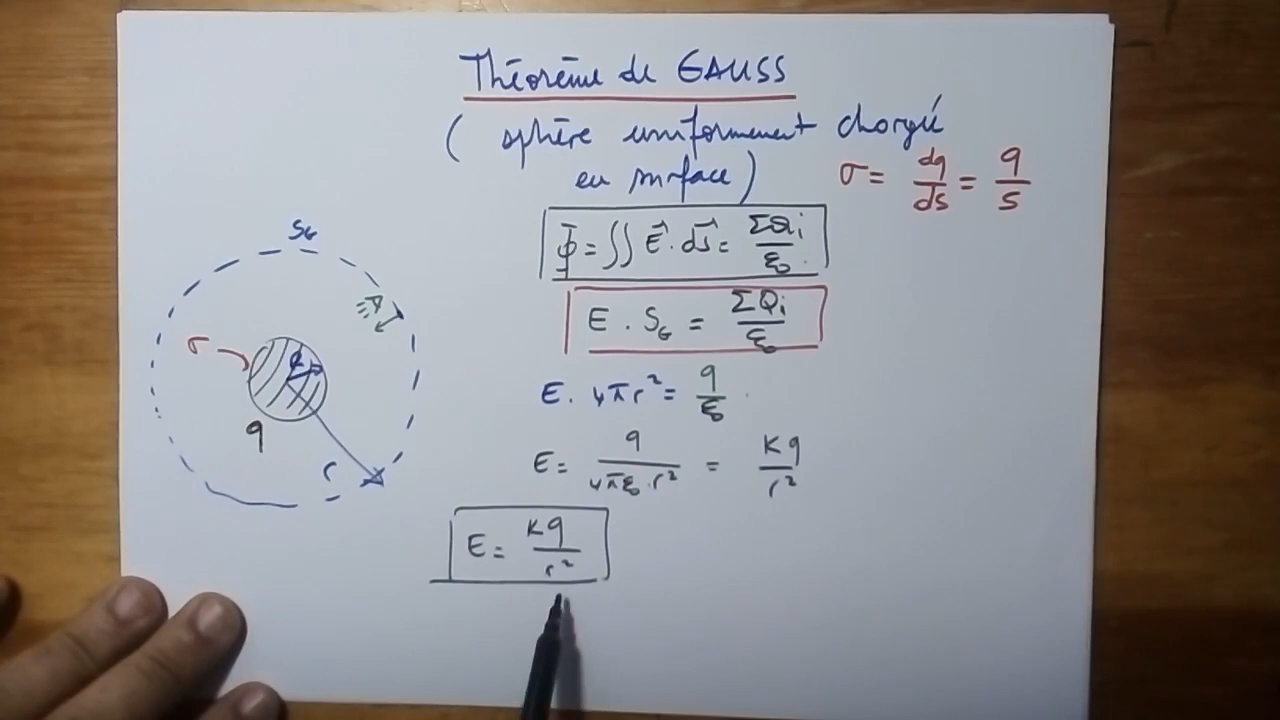 Théorème de GAUSS
( sphère uniformement chargée
en surface )
σ = dq/ds = q/s
Φ = ∬ E⃗ . ds⃗ = ΣQi/ε₀
E . SG = ΣQi/ε₀
E . 4πr² = q/ε₀
E = q/4πε₀.r² = Kq/r²
E = Kq/r²
SG
σ
R
q
r